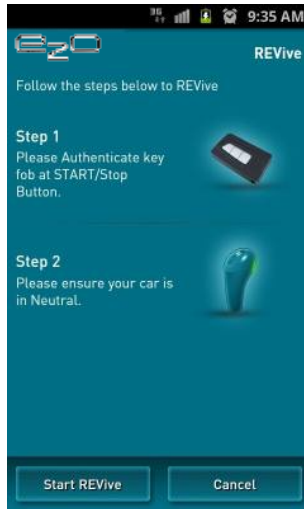 3G
9:35 AM
e2o
REVive
Follow the steps below to REVive
Step 1
Please Authenticate key
fob at START/Stop
Button.
Step 2
Please ensure your car is
in Neutral.
Start REVive
Cancel